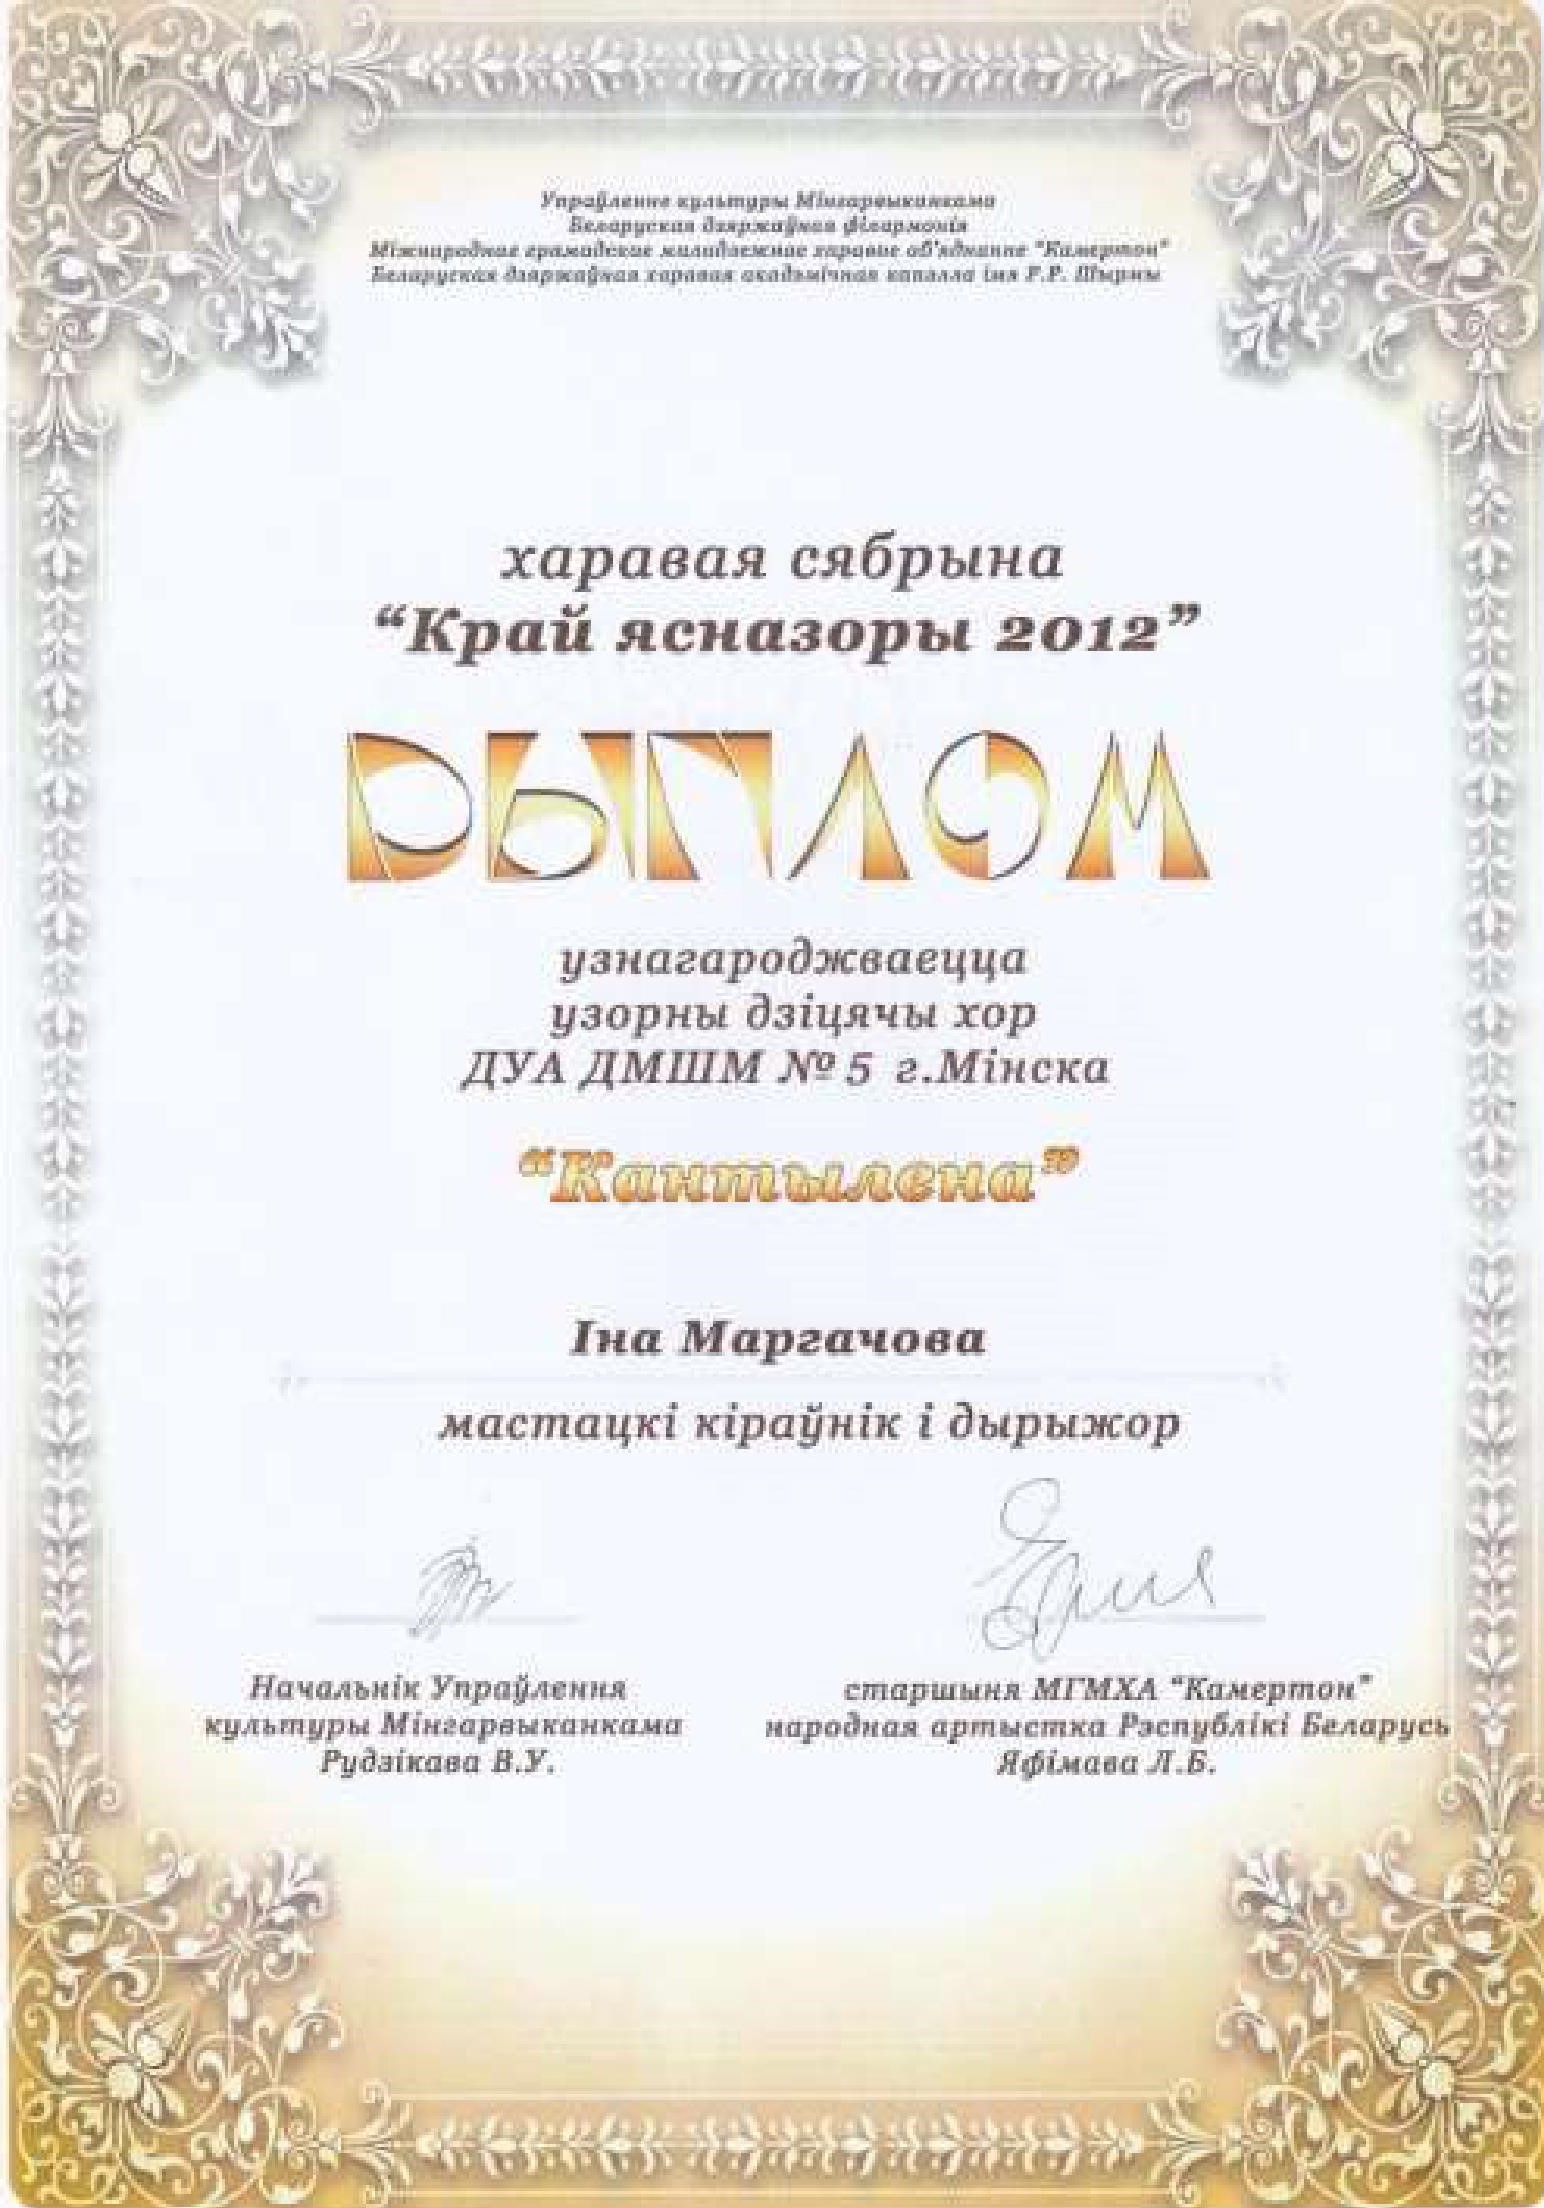 Упраўленне культуры Мінгарвыканкама
Беларуская дзяржаўная філармонія
Міжнароднае грамадскае маладзежнае харавое аб'яднанне "Камертон"
Беларуская дзяржаўная харавая акадэмічная капэлла імя Р.Р. Шырмы
харавая сябрына
“Край ясназоры 2012”
ДЫПЛОМ
узнагароджваецца
узорны дзіцячы хор
ДУА ДМШМ № 5 г.Мінска
“Кантылена”
Іна Маргачова
мастацкі кіраўнік і дырыжор
Начальнік Упраўлення
культуры Мінгарвыканкама
Рудзікава В.У.
старшыня МГМХА “Камертон”
народная артыстка Рэспублікі Беларусь
Яфімава Л.Б.